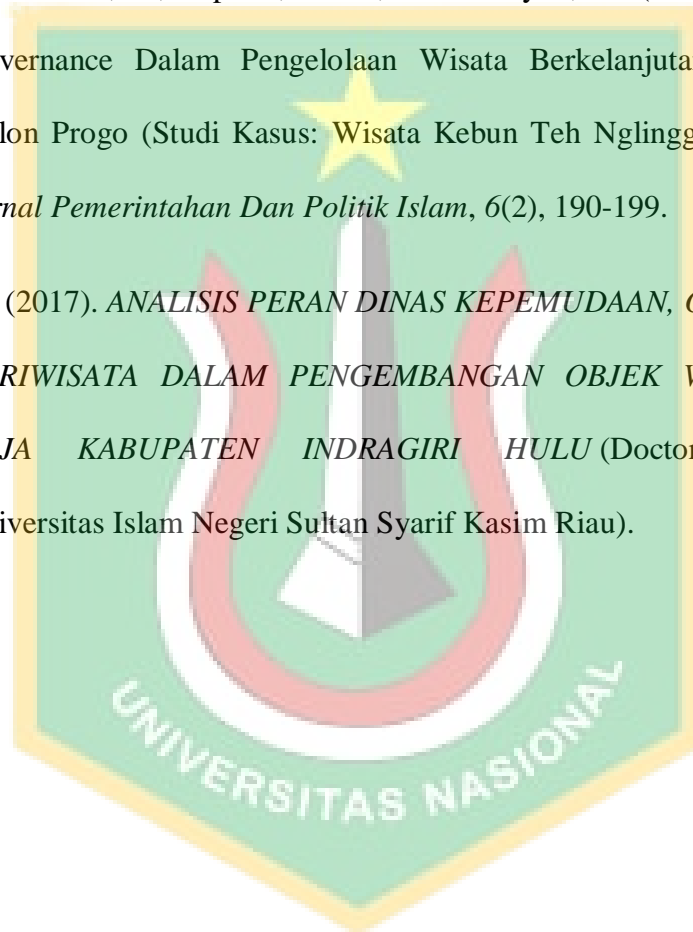 vernance Dalam Pengelolaan Wisata Berkelanjutan
lon Progo (Studi Kasus: Wisata Kebun Teh Nglingg
rnal Pemerintahan Dan Politik Islam, 6(2), 190-199.
(2017). ANALISIS PERAN DINAS KEPEMUDAAN,
RIWISATA DALAM PENGEMBANGAN OBJEK
JA KABUPATEN INDRAGIRI HULU (Doctor
iversitas Islam Negeri Sultan Syarif Kasim Riau).
UNIVERSITAS NASIONAL